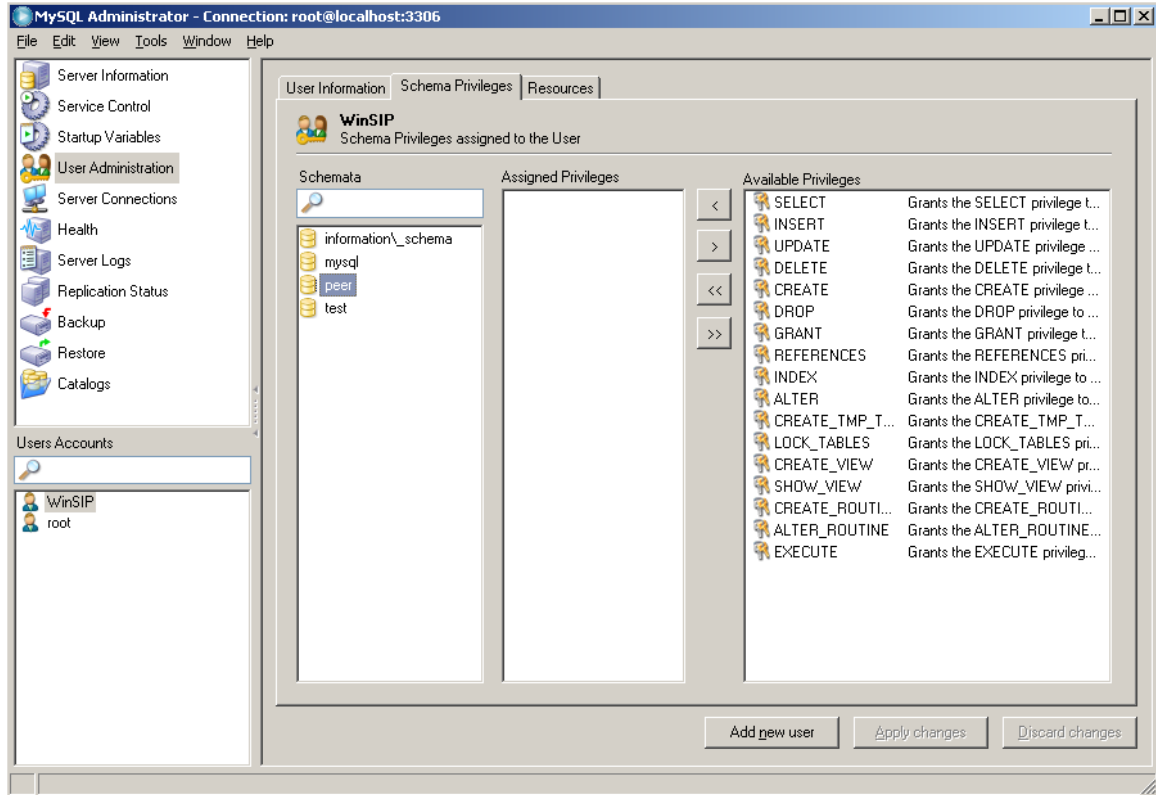 MySQL Administrator - Connection: root@localhost:3306
File Edit View Tools Window Help
Server Information
Service Control
Startup Variables
User Administration
Server Connections
Health
Server Logs
Replication Status
Backup
Restore
Catalogs
Users Accounts
WinSIP
root
User Information Schema Privileges Resources
WinSIP
Schema Privileges assigned to the User
Schemata
information\_schema
mysql
peer
test
Assigned Privileges
<
>
<<
>>
Available Privileges
SELECT Grants the SELECT privilege t...
INSERT Grants the INSERT privilege t...
UPDATE Grants the UPDATE privilege ...
DELETE Grants the DELETE privilege t...
CREATE Grants the CREATE privilege ...
DROP Grants the DROP privilege to ...
GRANT Grants the GRANT privilege t...
REFERENCES Grants the REFERENCES pri...
INDEX Grants the INDEX privilege to ...
ALTER Grants the ALTER privilege to...
CREATE_TMP_T... Grants the CREATE_TMP_T...
LOCK_TABLES Grants the LOCK_TABLES pri...
CREATE_VIEW Grants the CREATE_VIEW pr...
SHOW_VIEW Grants the SHOW_VIEW privi...
CREATE_ROUTI... Grants the CREATE_ROUTI...
ALTER_ROUTINE Grants the ALTER_ROUTINE...
EXECUTE Grants the EXECUTE privileg...
Add new user Apply changes Discard changes